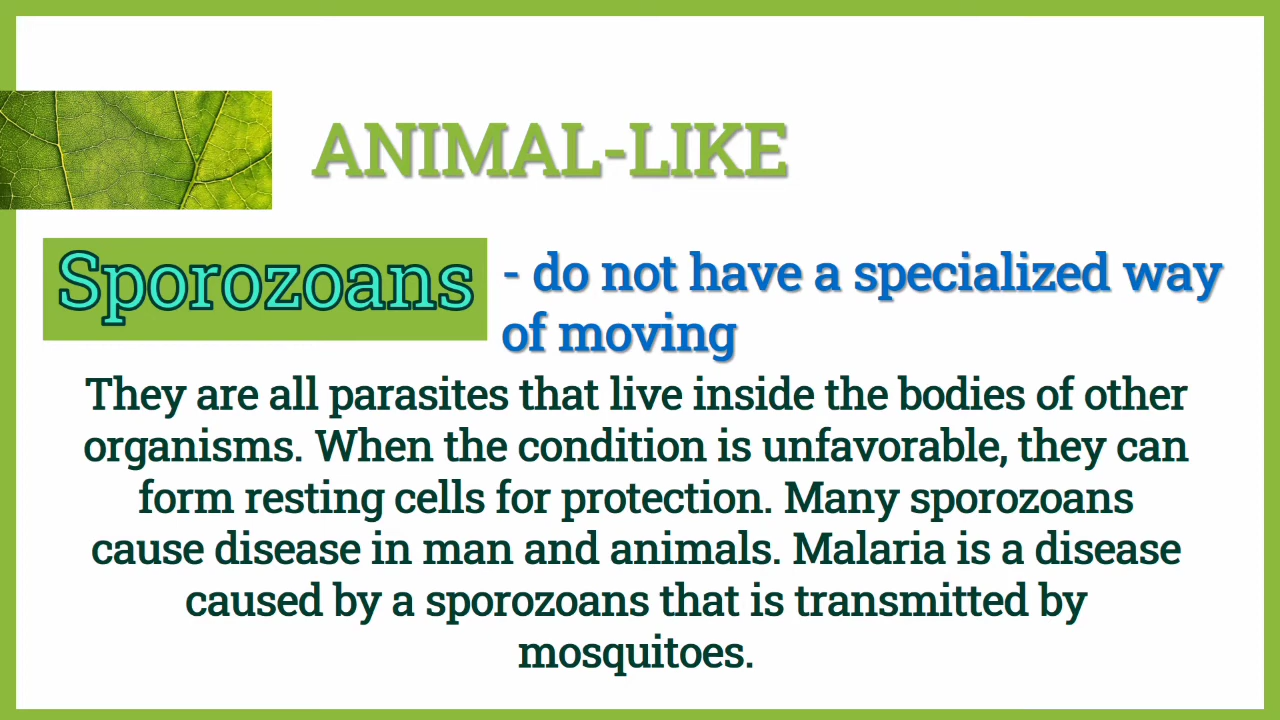 ANIMAL-LIKE
Sporozoans
- do not have a specialized way
of moving
They are all parasites that live inside the bodies of other
organisms. When the condition is unfavorable, they can
form resting cells for protection. Many sporozoans
cause disease in man and animals. Malaria is a disease
caused by a sporozoans that is transmitted by
mosquitoes.